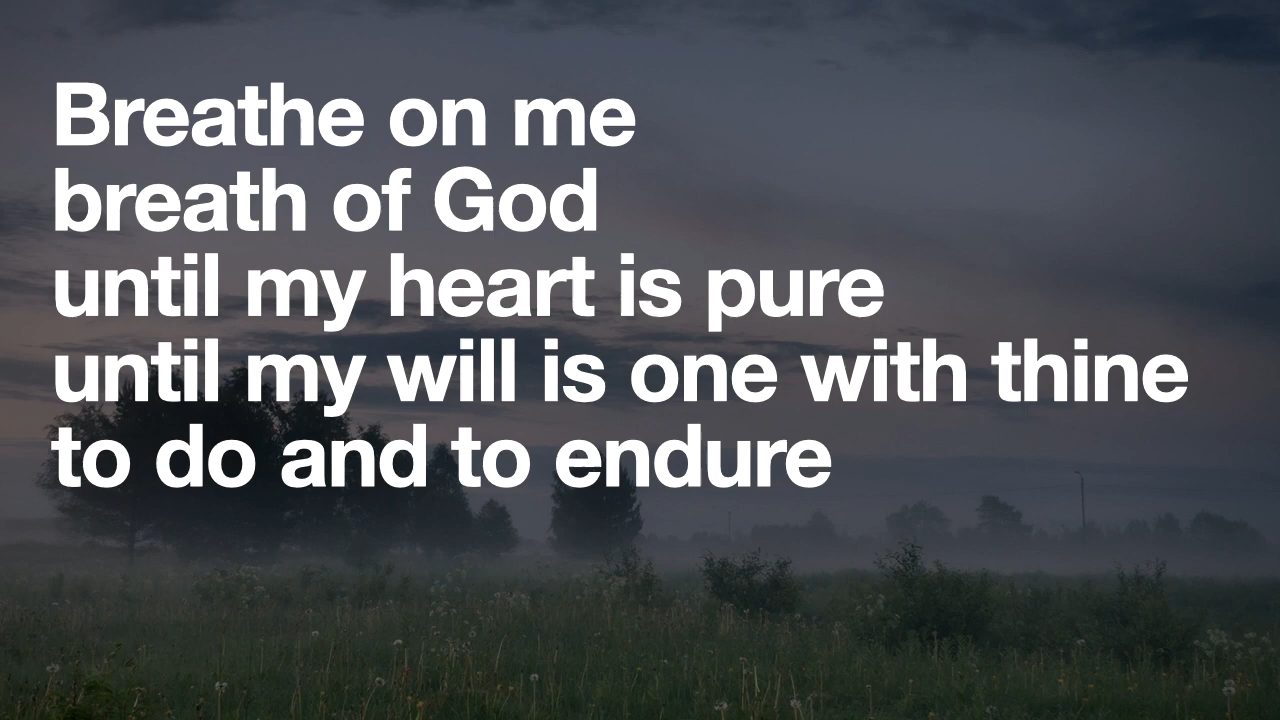 Breathe on me
breath of God
until my heart is pure
until my will is one with thine
to do and to endure